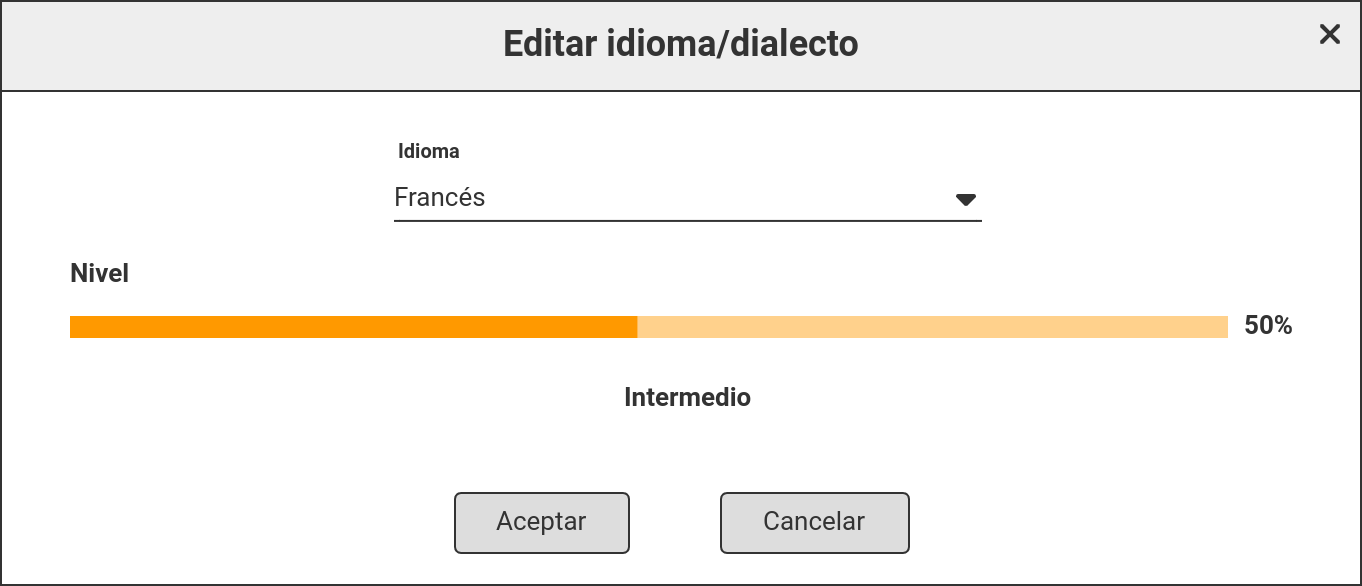 Editar idioma/dialecto
Idioma
Francés
Nivel
50%
Intermedio
Aceptar
Cancelar